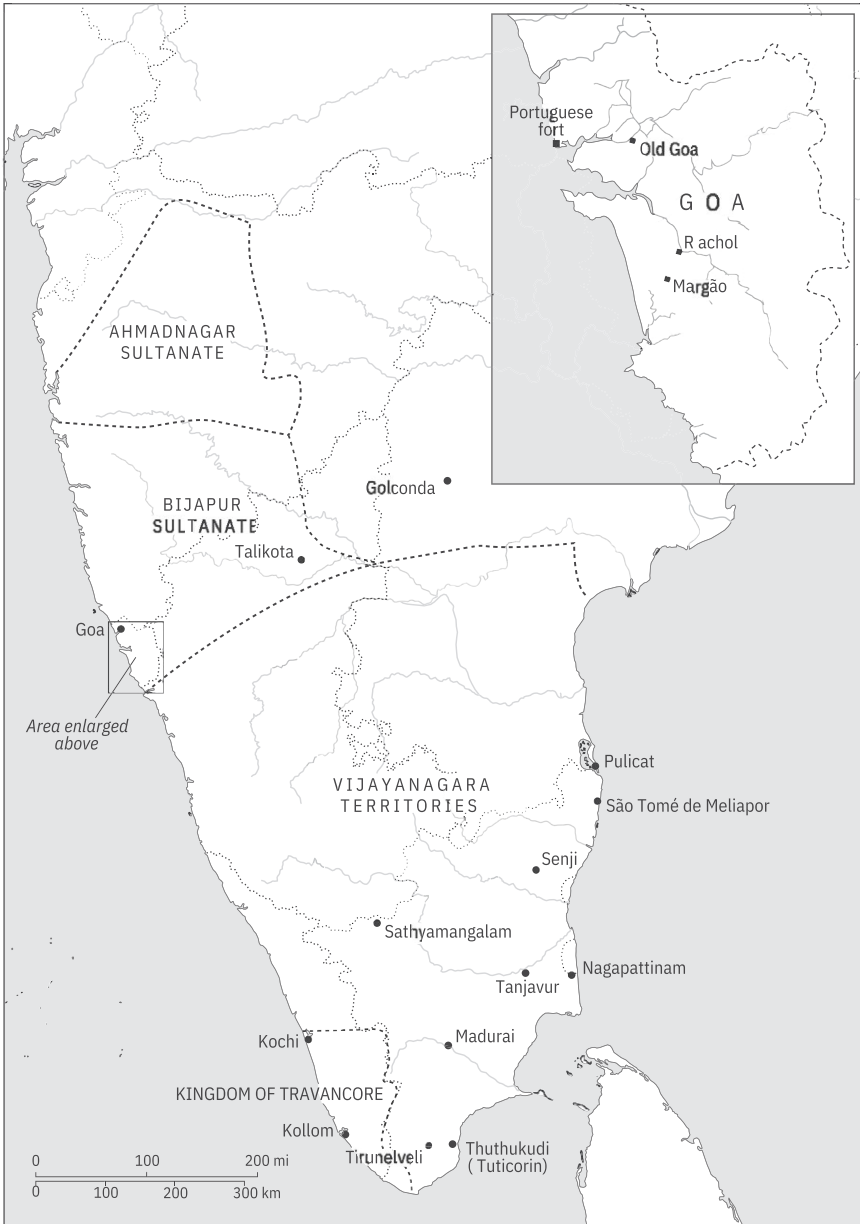 Portuguese
fort
Old Goa
GOA
Rachol
Margão
AHMADNAGAR
SULTANATE
Golconda
BIJAPUR
SULTANATE
Talikota
Goa
Area enlarged
above
Pulicat
VIJAYANAGARA
TERRITORIES
São Tomé de Meliapor
Senji
Sathyamangalam
Nagapattinam
Tanjavur
Kochi
Madurai
KINGDOM OF TRAVANCORE
Kollom
Tirunelveli
Thuthukudi
(Tuticorin)
0 100 200 mi
0 100 200 300 km